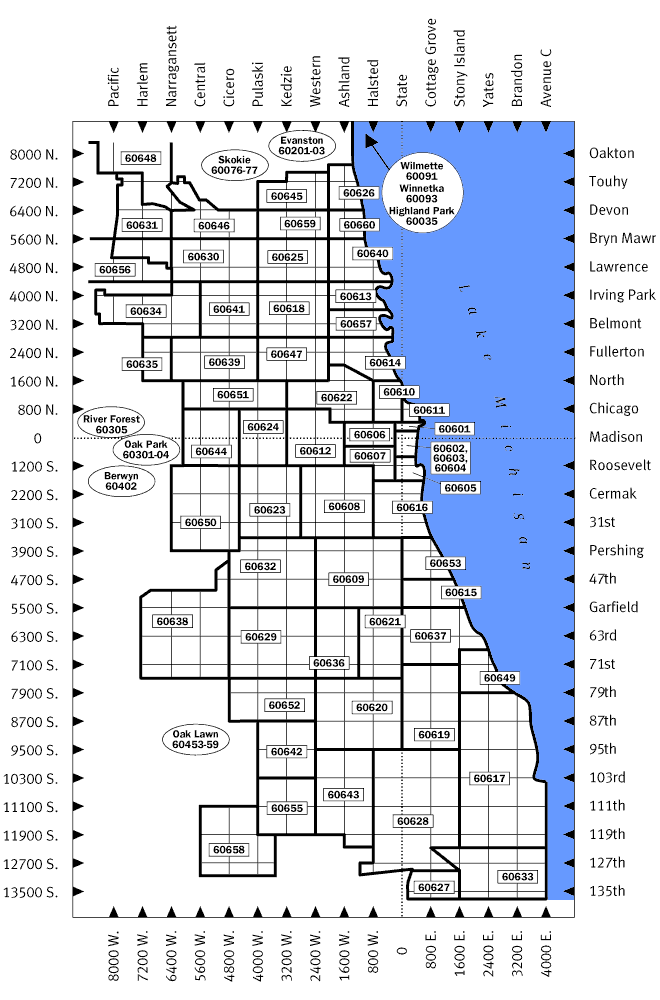 Pacific
Harlem
Narragansett
Central
Cicero
Pulaski
Kedzie
Western
Ashland
Halsted
State
Cottage Grove
Stony Island
Yates
Brandon
Avenue C
8000 N.
7200 N.
6400 N.
5600 N.
4800 N.
4000 N.
3200 N.
2400 N.
1600 N.
800 N.
0
1200 S.
2200 S.
3100 S.
3900 S.
4700 S.
5500 S.
6300 S.
7100 S.
7900 S.
8700 S.
9500 S.
10300 S.
11100 S.
11900 S.
12700 S.
13500 S.
Oakton
Touhy
Devon
Bryn Mawr
Lawrence
Irving Park
Belmont
Fullerton
North
Chicago
Madison
Roosevelt
Cermak
31st
Pershing
47th
Garfield
63rd
71st
79th
87th
95th
103rd
111th
119th
127th
135th
Evanston
60201-03
Skokie
60076-77
Wilmette
60091
Winnetka
60093
Highland Park
60035
60648
60645
60626
60631
60646
60659
60660
60630
60625
60640
60656
60634
60641
60618
60613
60657
60635
60639
60647
60614
60651
60622
60610
60611
River Forest
60305
Oak Park
60301-04
Berwyn
60402
60624
60606
60601
60644
60612
60607
60602,
60603,
60604
60605
60650
60623
60608
60616
60632
60609
60653
60615
60638
60629
60636
60621
60637
60649
60652
60620
60619
Oak Lawn
60453-59
60642
60617
60655
60643
60628
60658
60627
60633
Lake Michigan
8000 W.
7200 W.
6400 W.
5600 W.
4800 W.
4000 W.
3200 W.
2400 W.
1600 W.
800 W.
0
800 E.
1600 E.
2400 E.
3200 E.
4000 E.